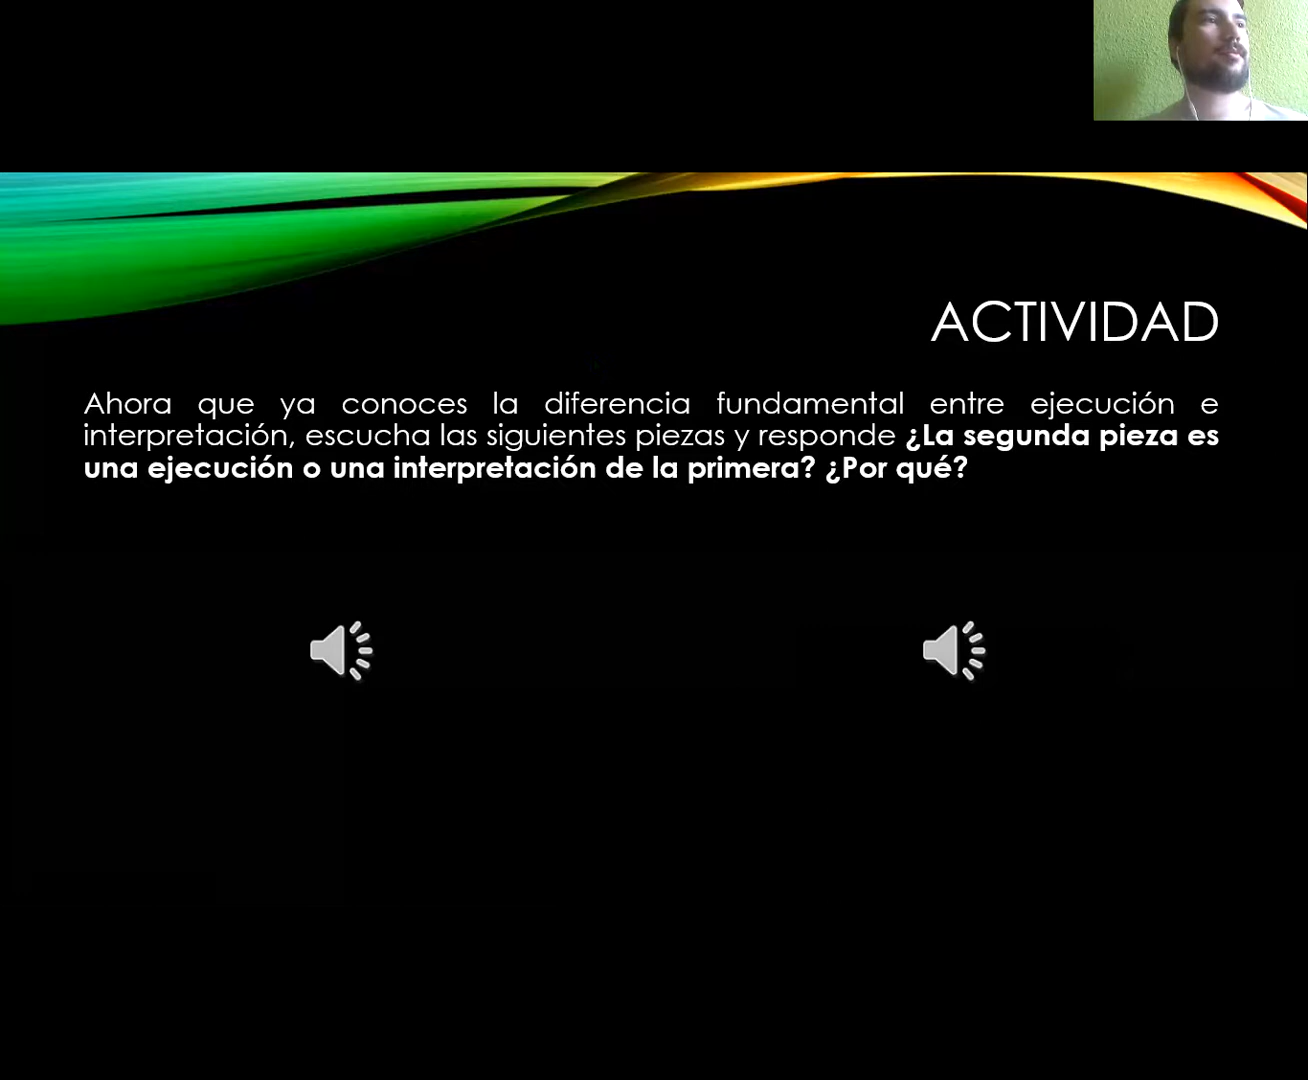 ACTIVIDAD
Ahora que ya conoces la diferencia fundamental entre ejecución e
interpretación, escucha las siguientes piezas y responde ¿La segunda pieza es
una ejecución o una interpretación de la primera? ¿Por qué?